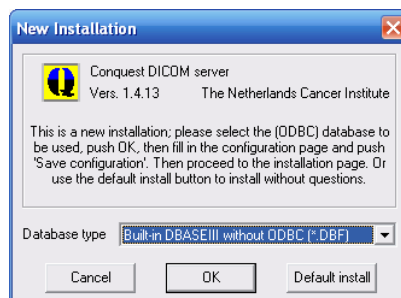 New Installation
Conquest DICOM server
Vers. 1.4.13 The Netherlands Cancer Institute
This is a new installation; please select the (ODBC) database to
be used, push OK, then fill in the configuration page and push
'Save configuration'. Then proceed to the installation page. Or
use the default install button to install without questions.
Database type Built-in DBASEIII without ODBC (*.DBF)
Cancel OK Default install